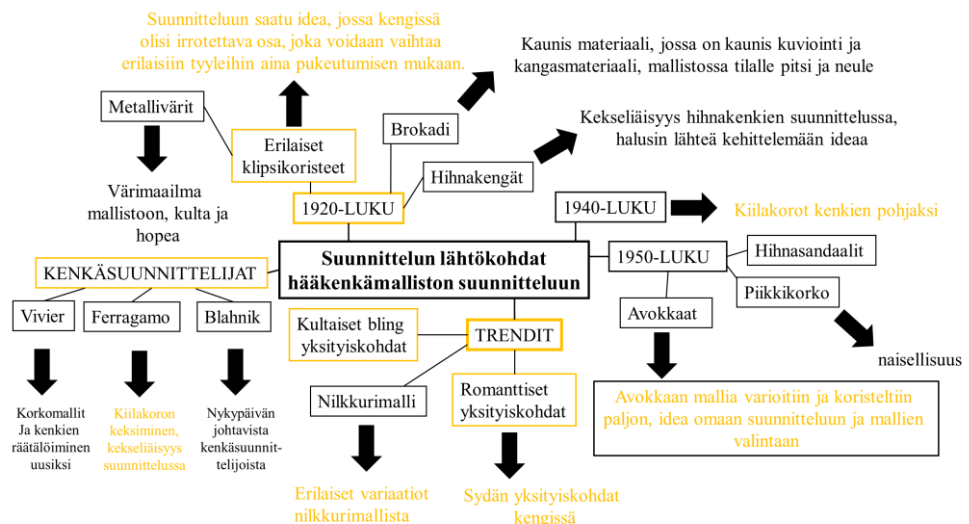 Suunnitteluun saatu idea, jossa kengissä
olisi irrotettava osa, joka voidaan vaihtaa
erilaisiin tyyleihin aina pukeutumisen mukaan.
Kaunis materiaali, jossa on kaunis kuviointi ja
kangasmateriaali, mallistossa tilalle pitsi ja neule
Metallivärit
Brokadi
Kekseliäisyys hihnakenkien suunnittelussa,
halusin lähteä kehittelemään ideaa
Erilaiset
klipsikoristeet
Hihnakengät
Värimaailma
mallistoon, kulta ja
hopea
1920-LUKU
1940-LUKU
Kiilakorot kenkien pohjaksi
Suunnittelun lähtökohdat
hääkenkämalliston suunnitteluun
1950-LUKU
Hihnasandaalit
Piikkikorko
Avokkaat
naisellisuus
Avokkaan mallia varioitiin ja koristeltiin
paljon, idea omaan suunnitteluun ja mallien
valintaan
KENKÄSUUNNITTELIJAT
Vivier
Ferragamo
Blahnik
Korkomallit
Ja kenkien
räätälöiminen
uusiksi
Kiilakoron
keksiminen,
kekseliäisyys
suunnittelussa
Nykypäivän
johtavista
kenkäsuunnit-
telijoista
Kultaiset bling
yksityiskohdat
TRENDIT
Nilkkurimalli
Romanttiset
yksityiskohdat
Erilaiset variaatiot
nilkkurimallista
Sydän yksityiskohdat
kengissä